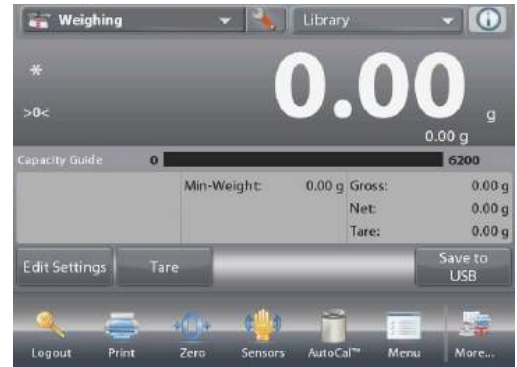 Weighing Library
*
>0<
0.00 g
0.00 g
Capacity Guide 0 6200
Min-Weight: 0.00 g Gross: 0.00 g
Net: 0.00 g
Tare: 0.00 g
Edit Settings Tare Save to USB
Logout Print Zero Sensors AutoCal™ Menu More...